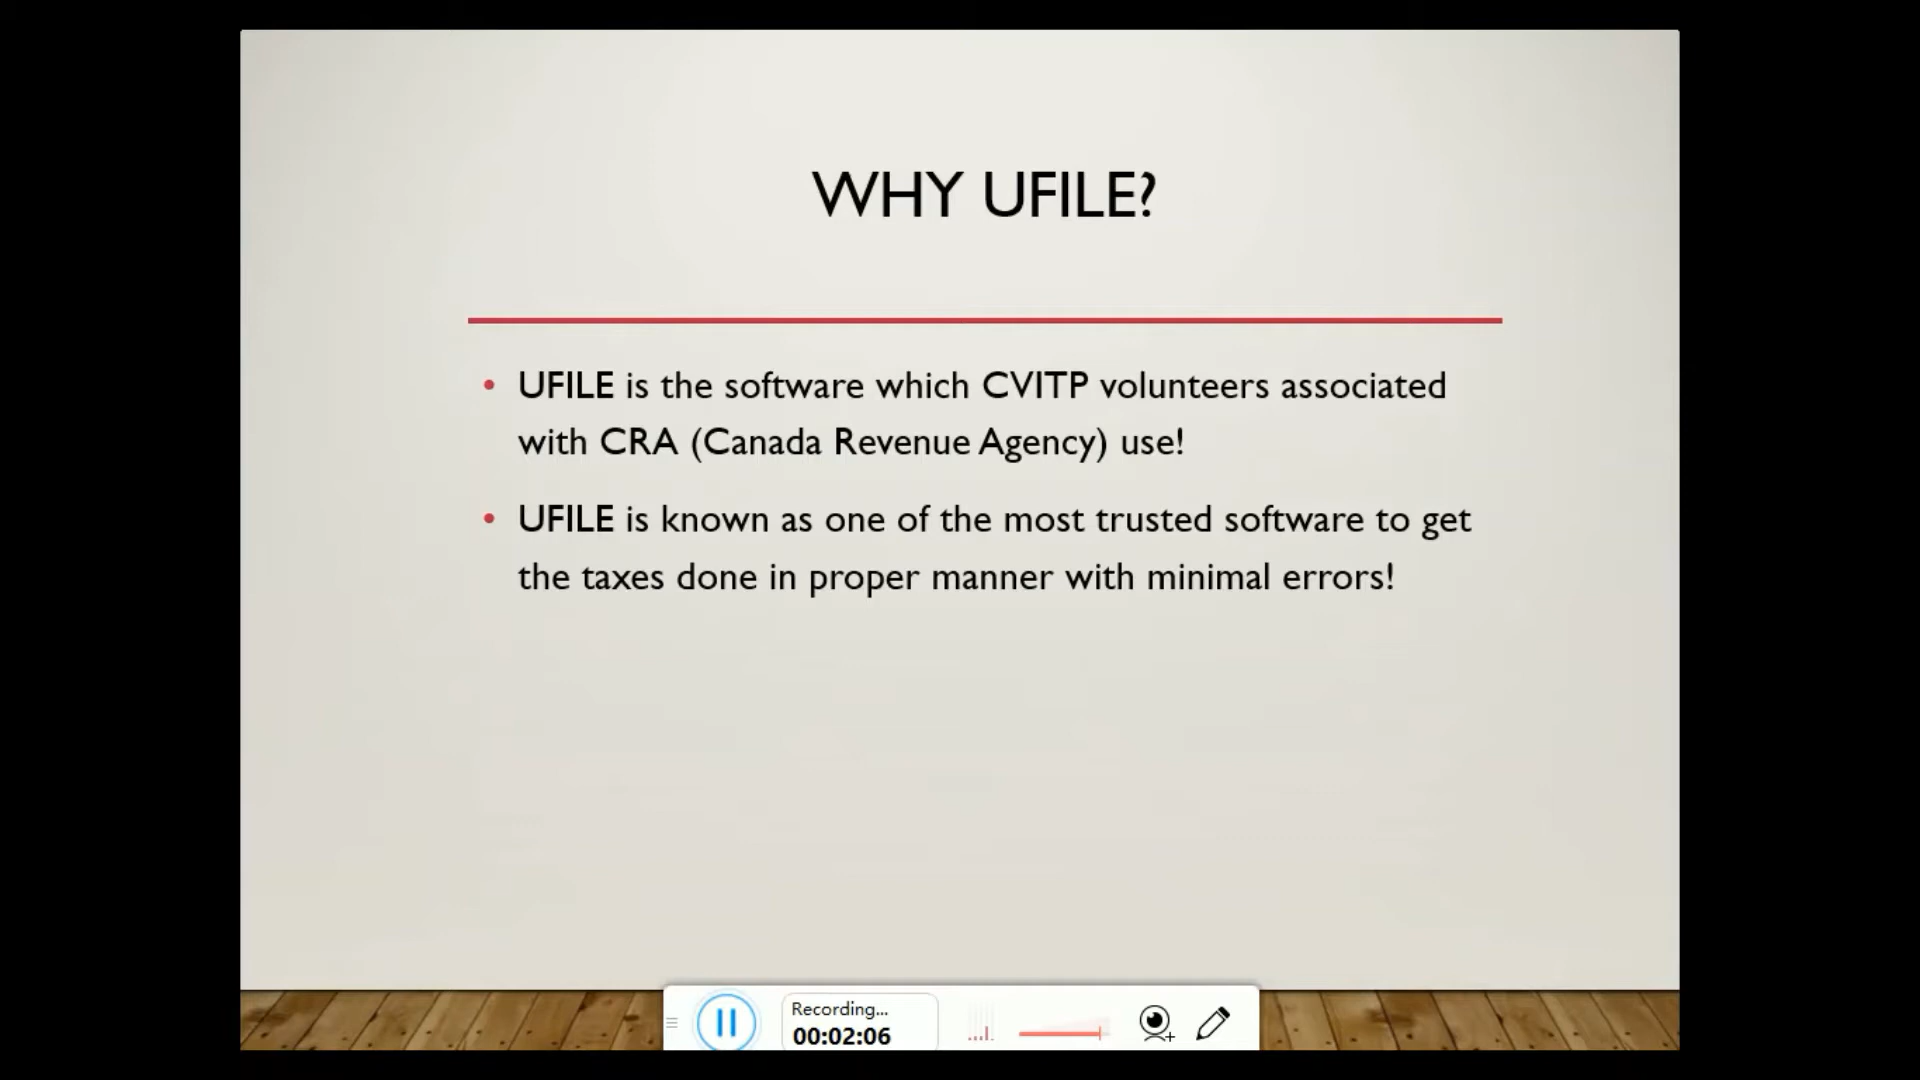 WHY UFILE?
• UFILE is the software which CVITP volunteers associated
with CRA (Canada Revenue Agency) use!
• UFILE is known as one of the most trusted software to get
the taxes done in proper manner with minimal errors!
Recording...
00:02:06